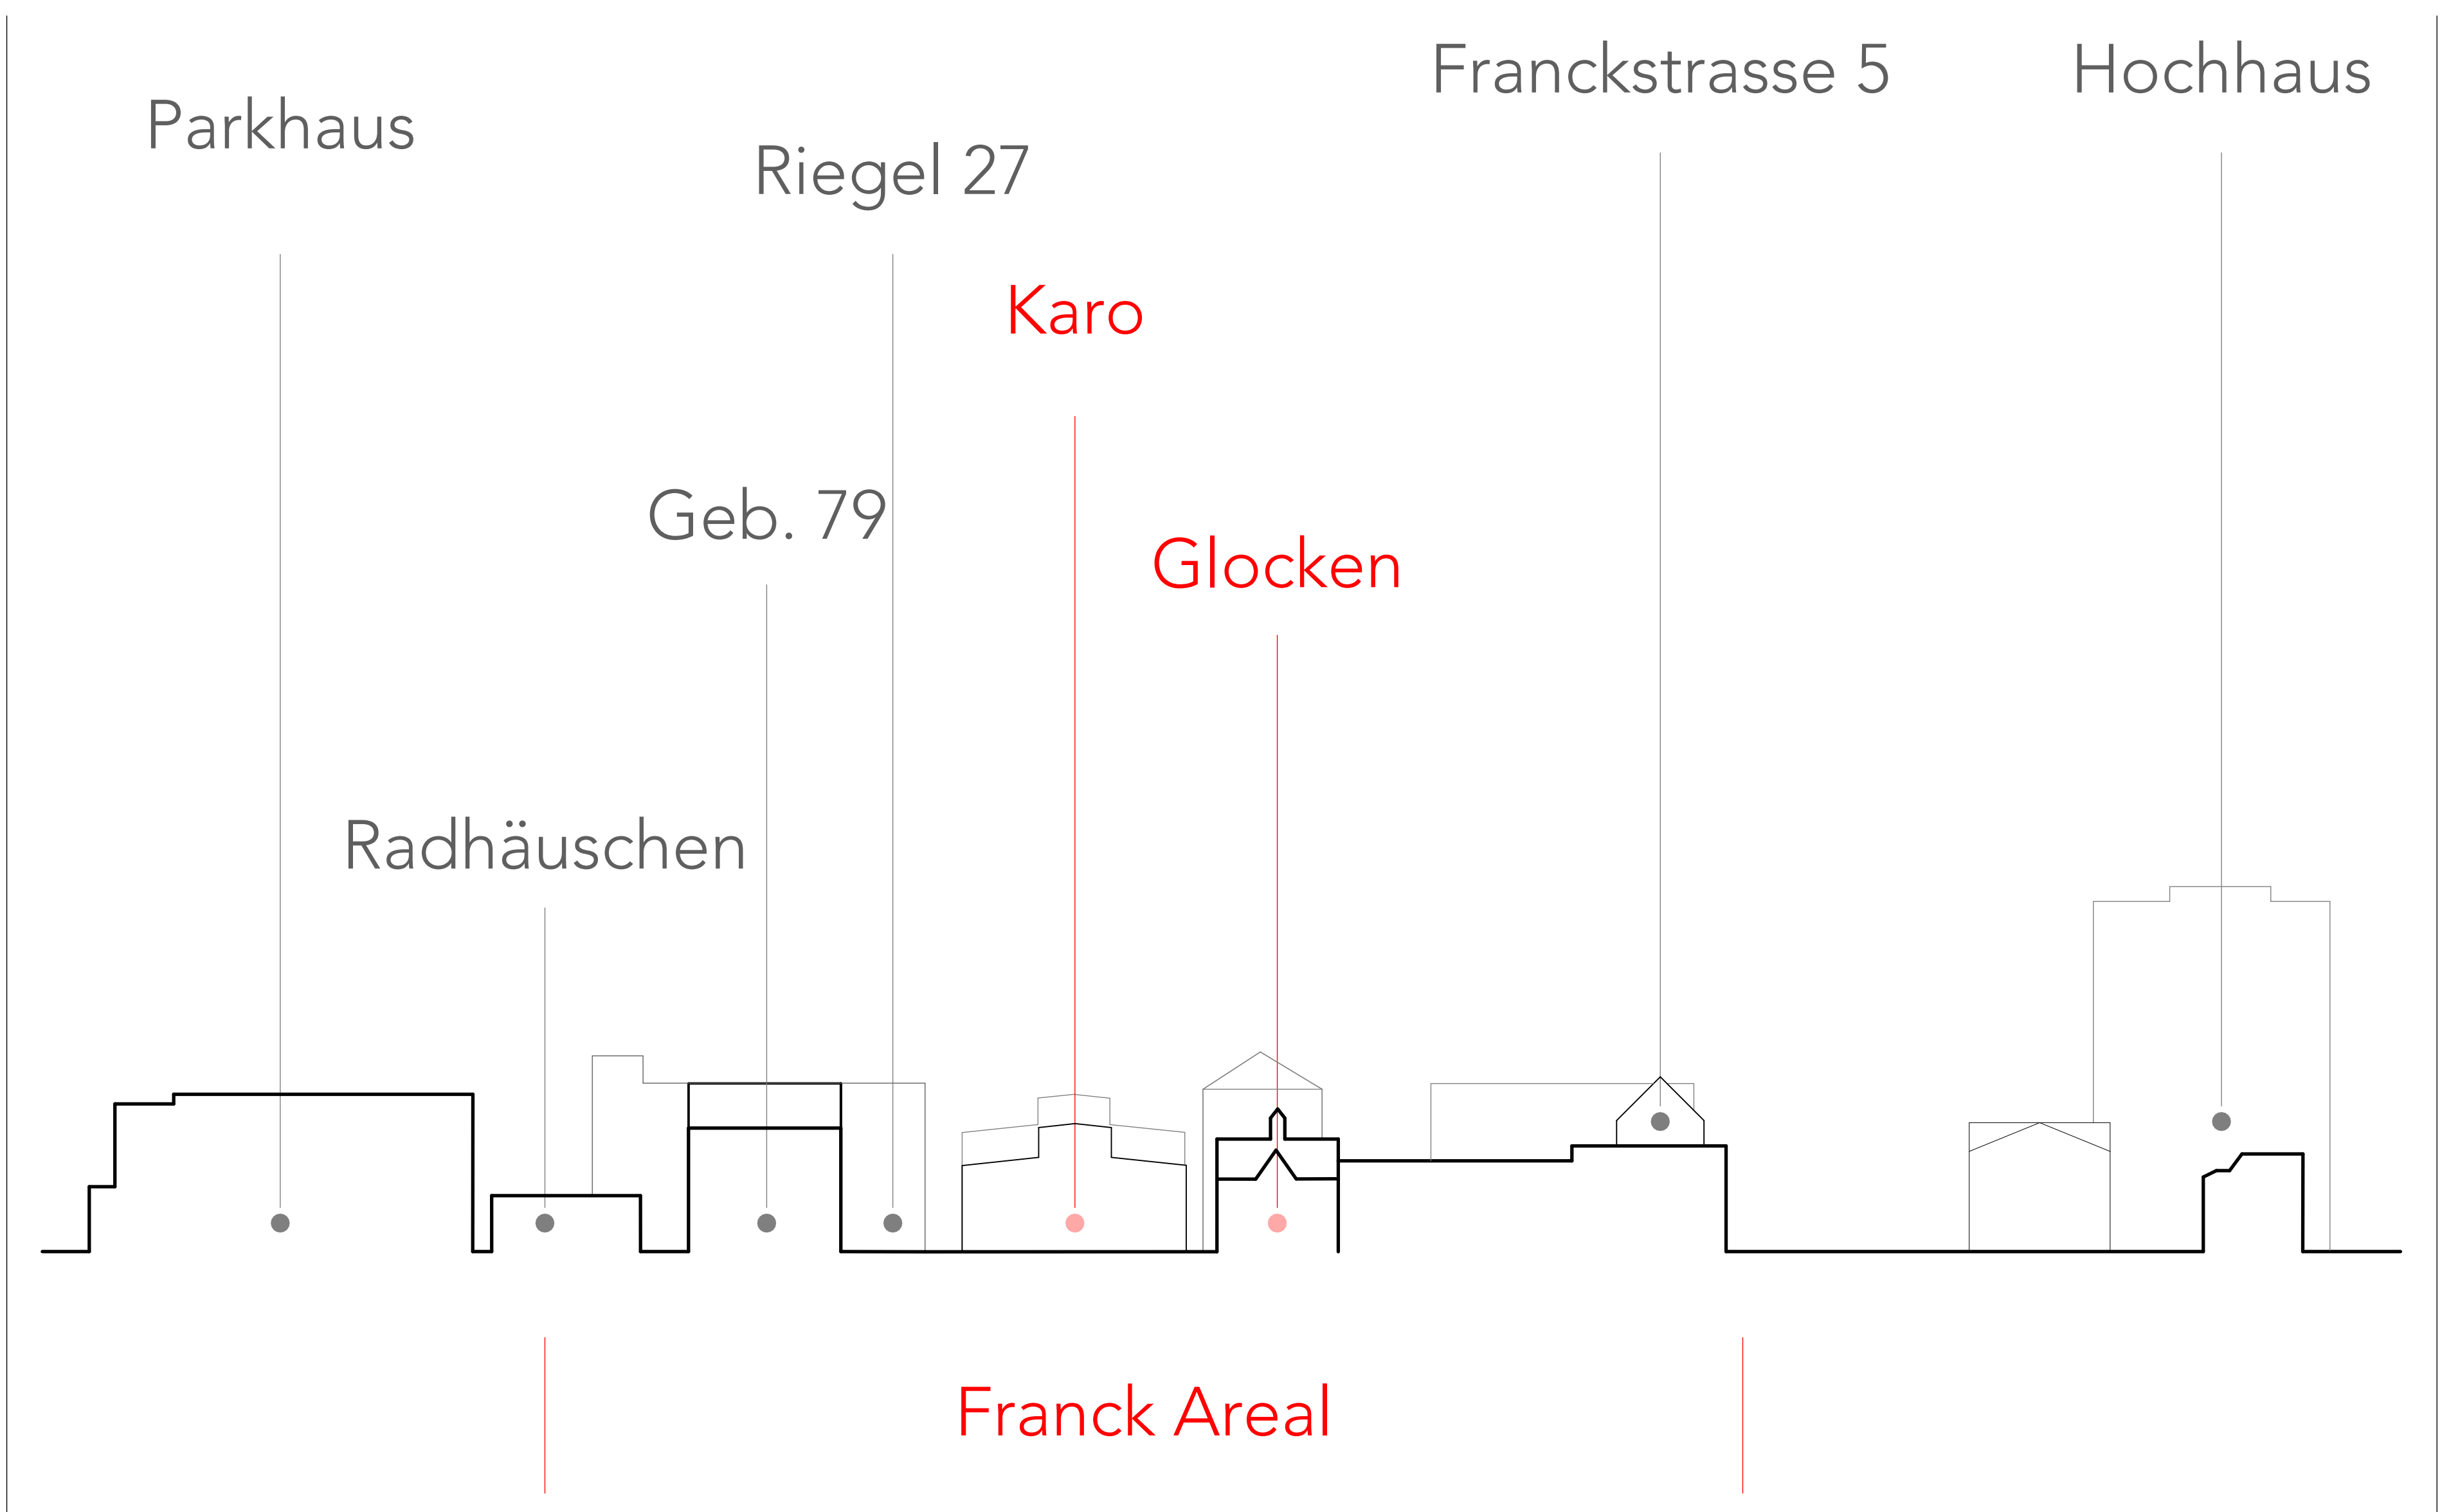 Franckstrasse 5
Hochhaus
Parkhaus
Riegel 27
Karo
Geb. 79
Glocken
Radhäuschen
Franck Areal